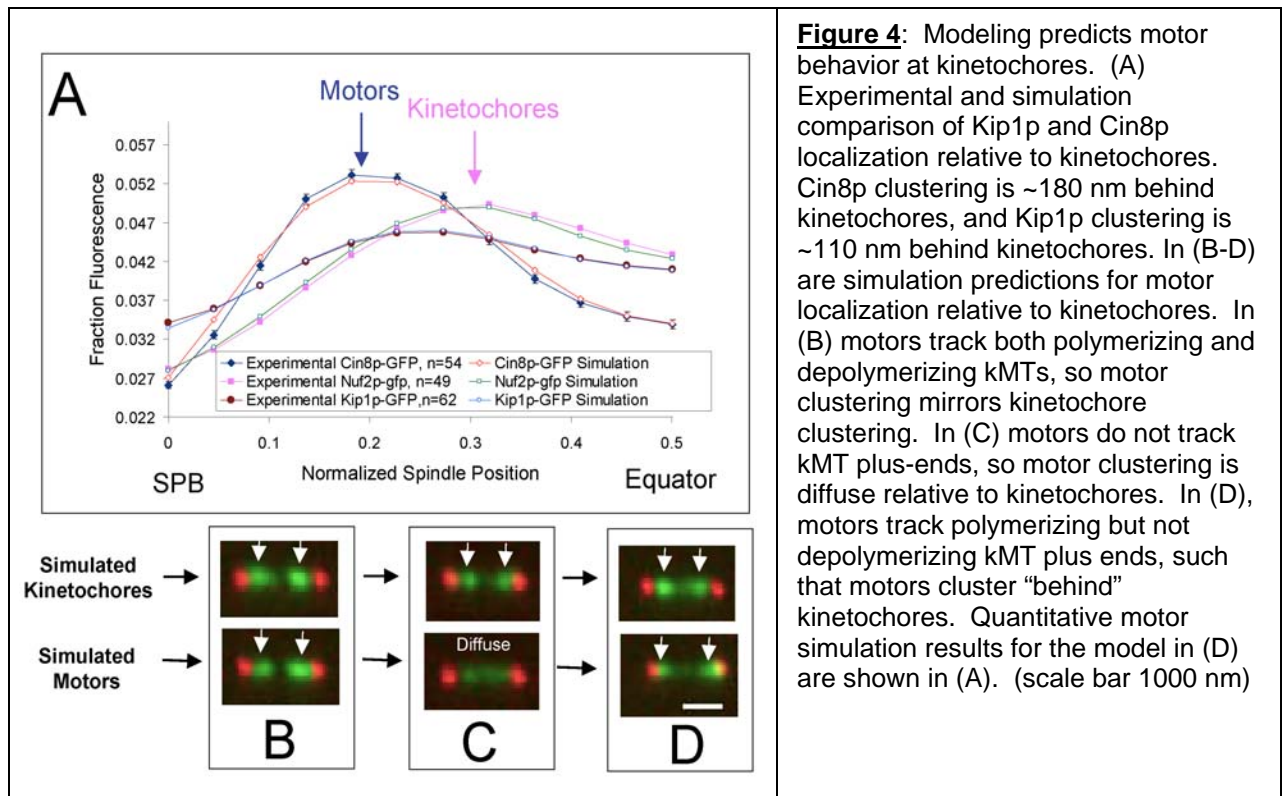 A
Motors
Kinetochores
0.057
0.052
0.047
0.042
0.037
0.032
0.027
0.022
Fraction Fluorescence
Experimental Cin8p-GFP, n=54
Cin8p-GFP Simulation
Experimental Nuf2p-gfp, n=49
Nuf2p-gfp Simulation
Experimental Kip1p-GFP,n=62
Kip1p-GFP Simulation
0 0.1 0.2 0.3 0.4 0.5
SPB
Normalized Spindle Position
Equator
Simulated
Kinetochores
Simulated
Motors
Diffuse
B
C
D
Figure 4: Modeling predicts motor
behavior at kinetochores. (A)
Experimental and simulation
comparison of Kip1p and Cin8p
localization relative to kinetochores.
Cin8p clustering is ~180 nm behind
kinetochores, and Kip1p clustering is
~110 nm behind kinetochores. In (B-D)
are simulation predictions for motor
localization relative to kinetochores. In
(B) motors track both polymerizing and
depolymerizing kMTs, so motor
clustering mirrors kinetochore
clustering. In (C) motors do not track
kMT plus-ends, so motor clustering is
diffuse relative to kinetochores. In (D),
motors track polymerizing but not
depolymerizing kMT plus ends, such
that motors cluster “behind”
kinetochores. Quantitative motor
simulation results for the model in (D)
are shown in (A). (scale bar 1000 nm)